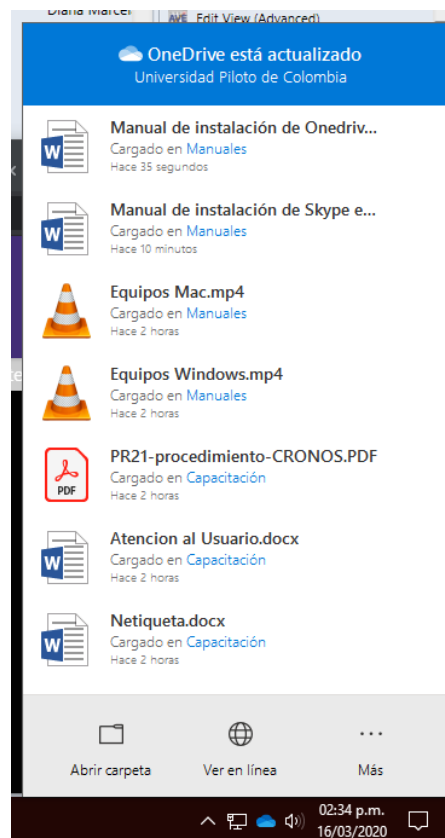 Diana Marcel
Edit View (Advanced)
OneDrive está actualizado
Universidad Piloto de Colombia
Manual de instalación de Onedriv...
Cargado en Manuales
Hace 35 segundos
Manual de instalación de Skype e...
Cargado en Manuales
Hace 10 minutos
Equipos Mac.mp4
Cargado en Manuales
Hace 2 horas
Equipos Windows.mp4
Cargado en Manuales
Hace 2 horas
PR21-procedimiento-CRONOS.PDF
PDF
Cargado en Capacitación
Hace 2 horas
Atencion al Usuario.docx
Cargado en Capacitación
Hace 2 horas
Netiqueta.docx
Cargado en Capacitación
Hace 2 horas
Abrir carpeta Ver en línea Más
02:34 p.m.
16/03/2020